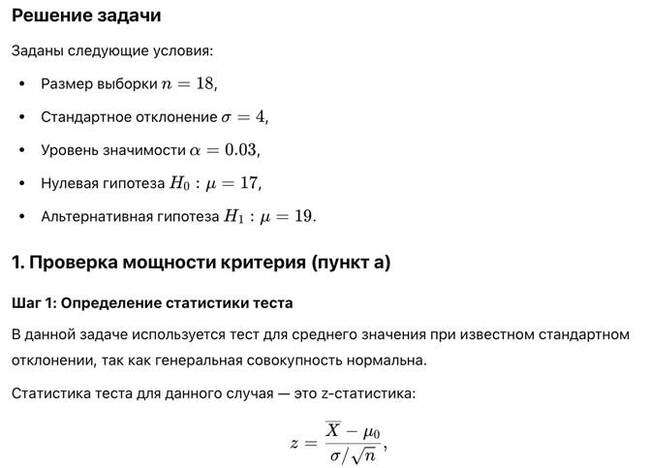 Решение задачи
Заданы следующие условия:
• Размер выборки n = 18,
• Стандартное отклонение σ = 4,
• Уровень значимости α = 0.03,
• Нулевая гипотеза H₀ : μ = 17,
• Альтернативная гипотеза H₁ : μ = 19.
1. Проверка мощности критерия (пункт a)
Шаг 1: Определение статистики теста
В данной задаче используется тест для среднего значения при известном стандартном
отклонении, так как генеральная совокупность нормальна.
Статистика теста для данного случая — это z-статистика:
z = (X̅ − μ₀) / (σ/√n),